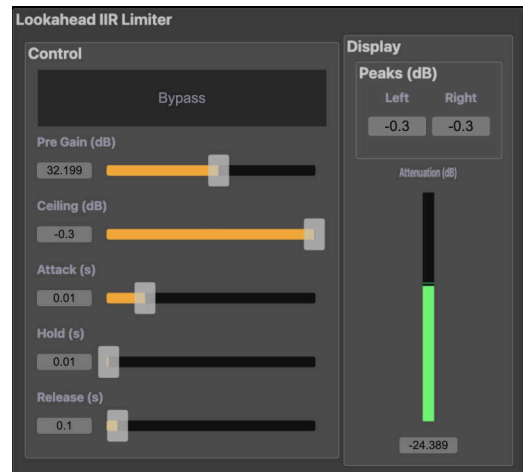 Lookahead IIR Limiter
Control
Bypass
Pre Gain (dB)
32.199
Ceiling (dB)
-0.3
Attack (s)
0.01
Hold (s)
0.01
Release (s)
0.1
Display
Peaks (dB)
Left Right
-0.3 -0.3
Attenuation (dB)
-24.389